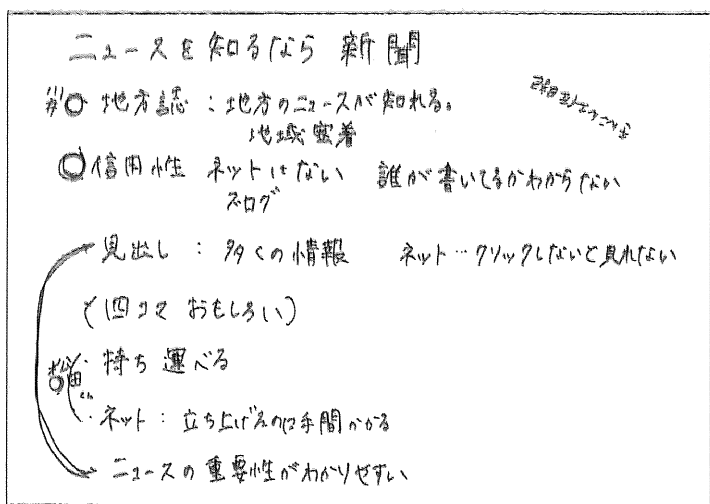 ニュースを知るなら 新聞
地方誌：地方のニュースが知れる。
地域密着
信用性 ネットはない 誰が書いてるかわからない
ブログ
見出し：多くの情報 ネット…クリックしないと見れない
(四コマ おもしろい)
持ち運べる
ネット：立ち上げるのに手間かかる
ニュースの重要性がわかりやすい